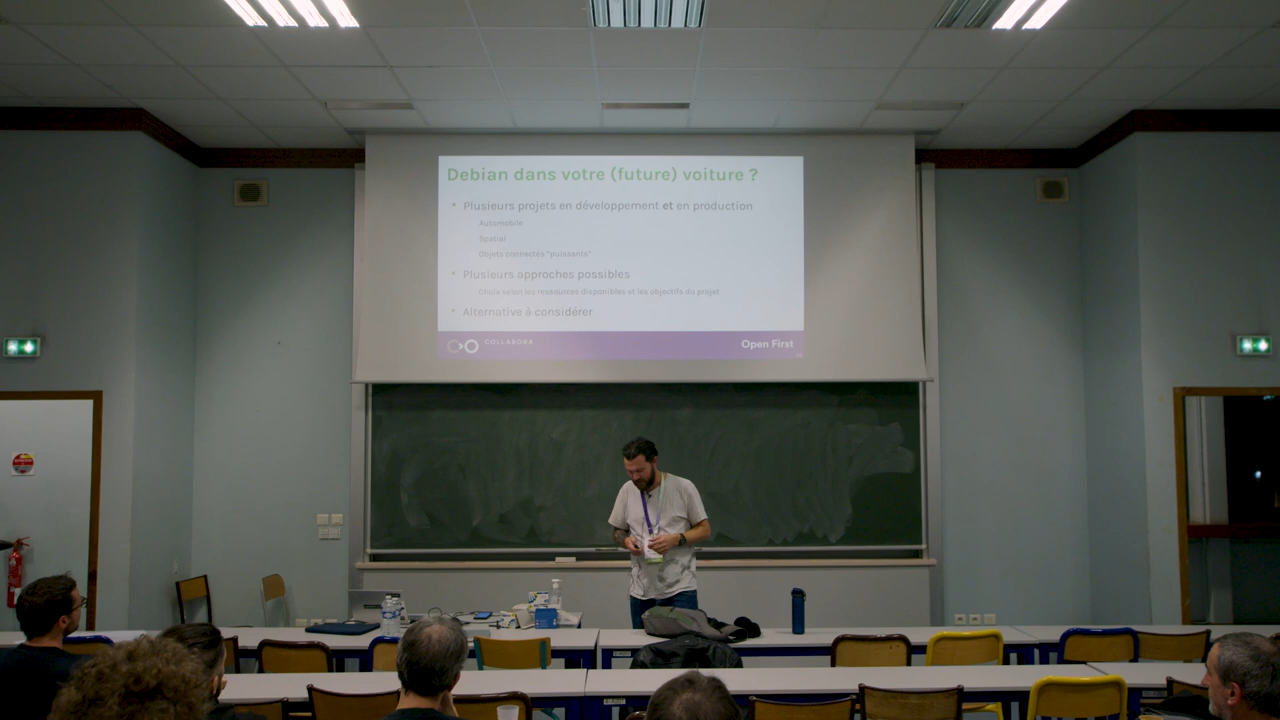 Debian dans votre (future) voiture ?
Plusieurs projets en développement et en production
Automobile
Spatial
Objets connectés "puissants"
Plusieurs approches possibles
Choix selon les ressources disponibles et les objectifs du projet
Alternative à considérer
COLLABORA
Open First